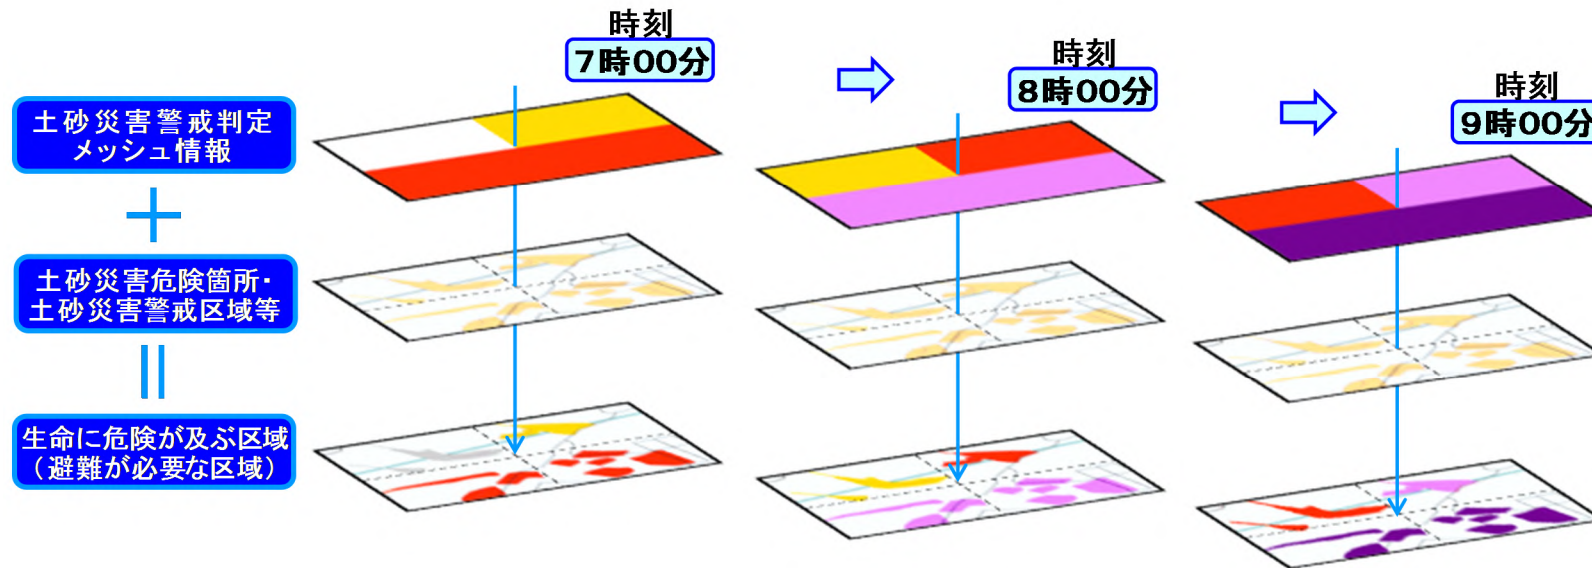 時刻
7時00分
時刻
8時00分
時刻
9時00分
土砂災害警戒判定
メッシュ情報
＋
土砂災害危険箇所・
土砂災害警戒区域等
＝
生命に危険が及ぶ区域
（避難が必要な区域）